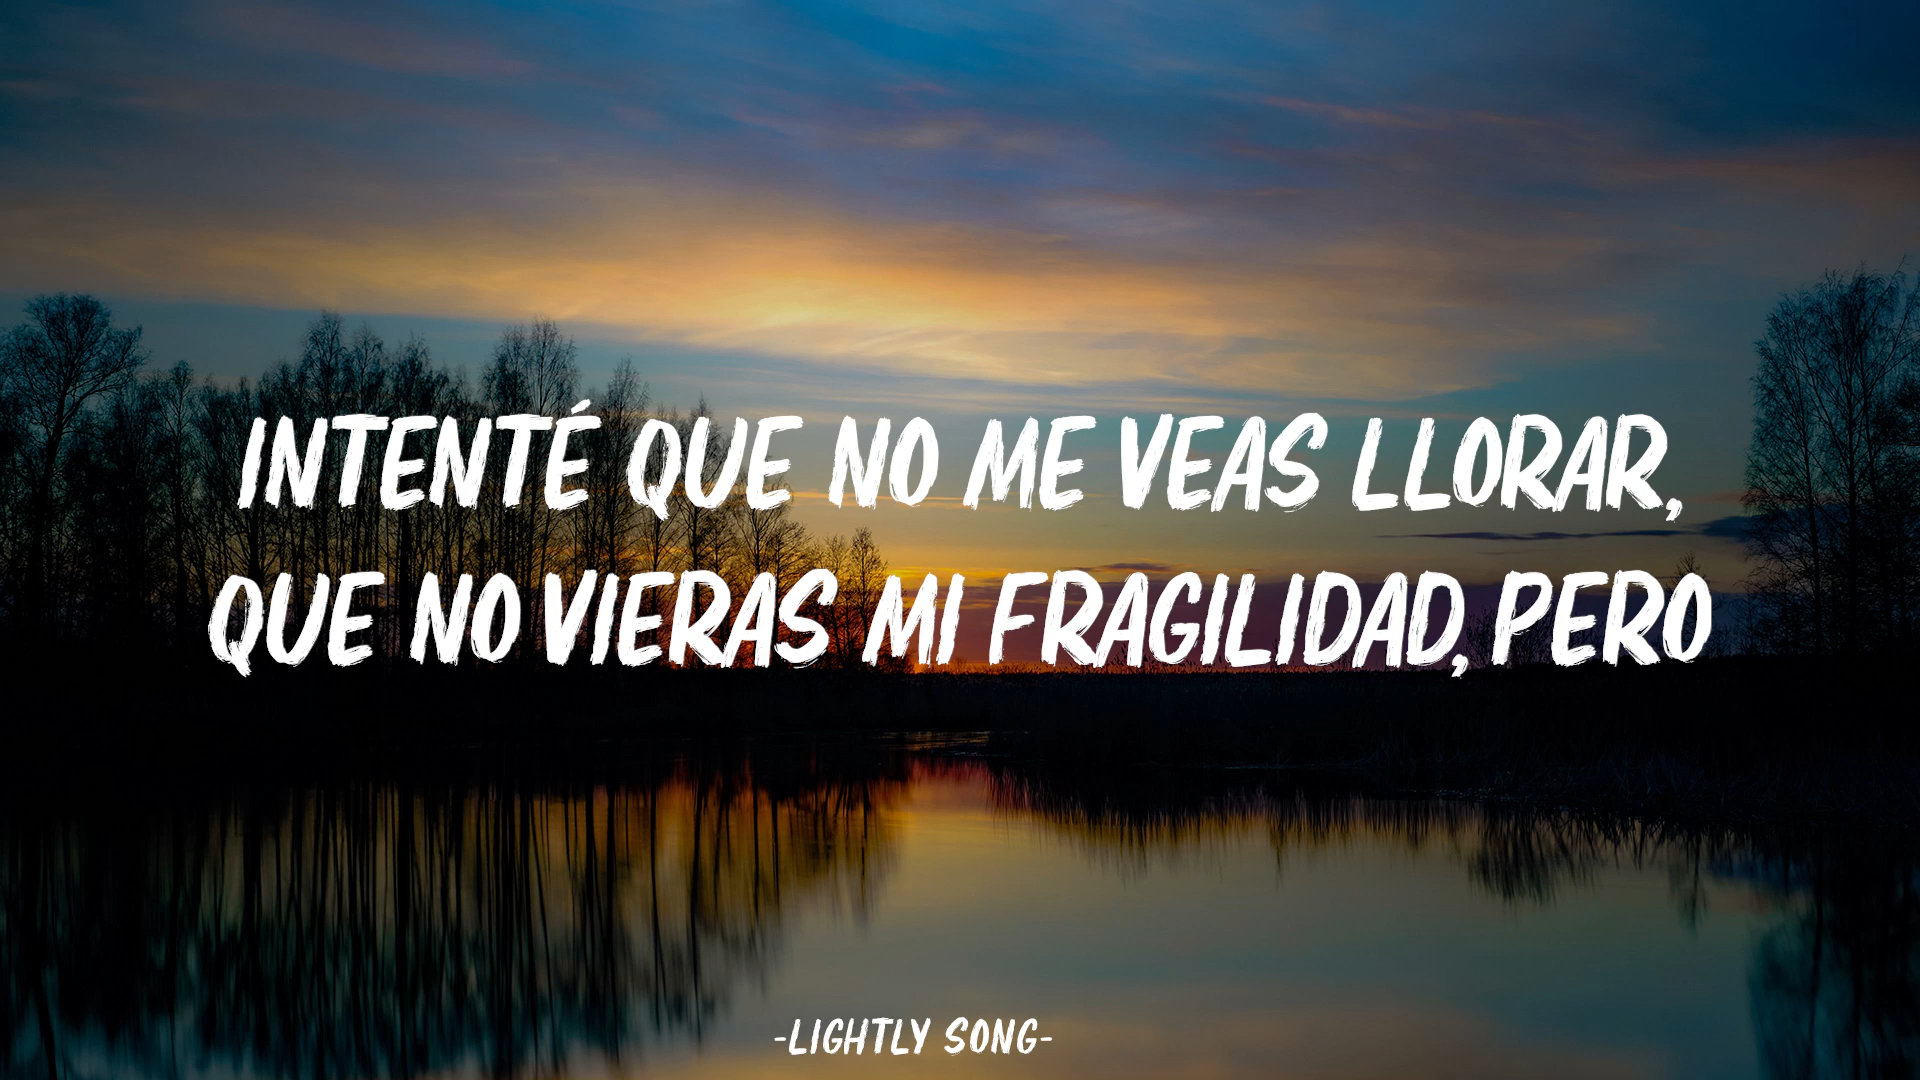 INTENTÉ QUE NO ME VEAS LLORAR,
QUE NO VIERAS MI FRAGILIDAD, PERO
-LIGHTLY SONG-